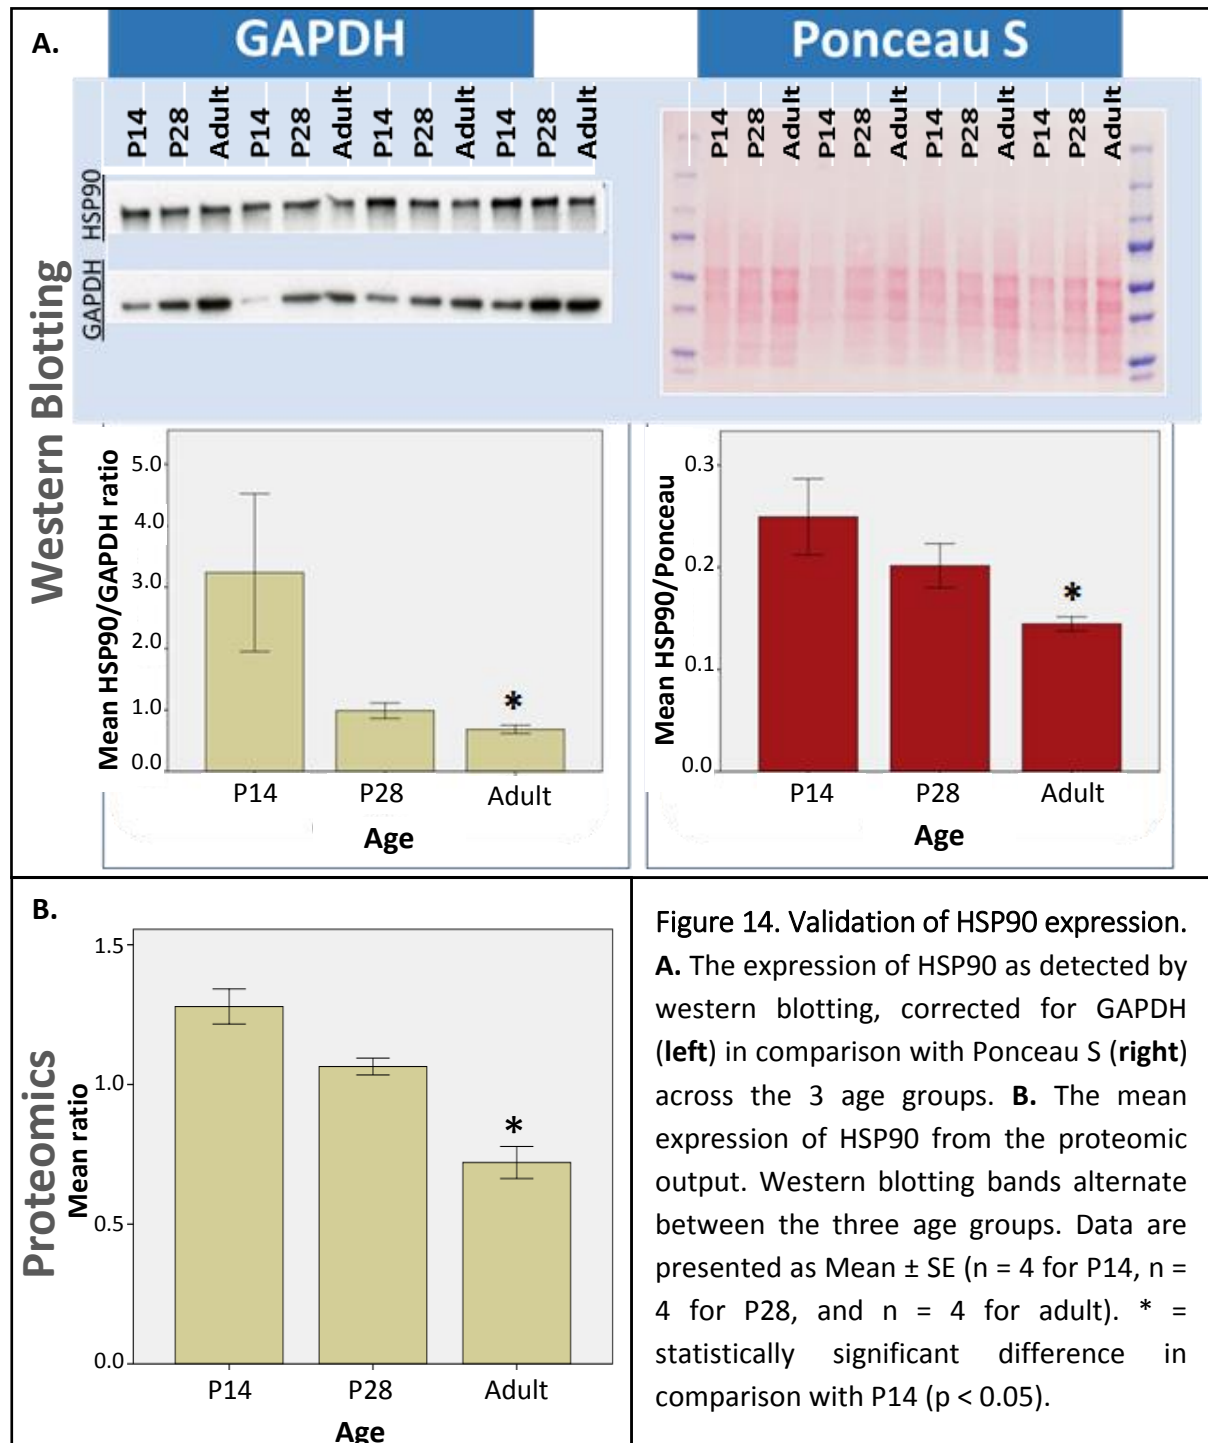 A.
GAPDH
Ponceau S
P14 P28 Adult P14 P28 Adult P14 P28 Adult P14 P28 Adult
P14 P28 Adult P14 P28 Adult P14 P28 Adult P14 P28 Adult
HSP90
GAPDH
Western Blotting
Mean HSP90/GAPDH ratio
5.0
4.0
3.0
2.0
1.0
0.0
*
P14 P28 Adult
Age
Mean HSP90/Ponceau
0.3
0.2
0.1
0.0
*
P14 P28 Adult
Age
B.
Proteomics
Mean ratio
1.5
1.0
0.5
0.0
*
P14 P28 Adult
Age
Figure 14. Validation of HSP90 expression.
A. The expression of HSP90 as detected by
western blotting, corrected for GAPDH
(left) in comparison with Ponceau S (right)
across the 3 age groups. B. The mean
expression of HSP90 from the proteomic
output. Western blotting bands alternate
between the three age groups. Data are
presented as Mean ± SE (n = 4 for P14, n =
4 for P28, and n = 4 for adult). * =
statistically significant difference in
comparison with P14 (p < 0.05).